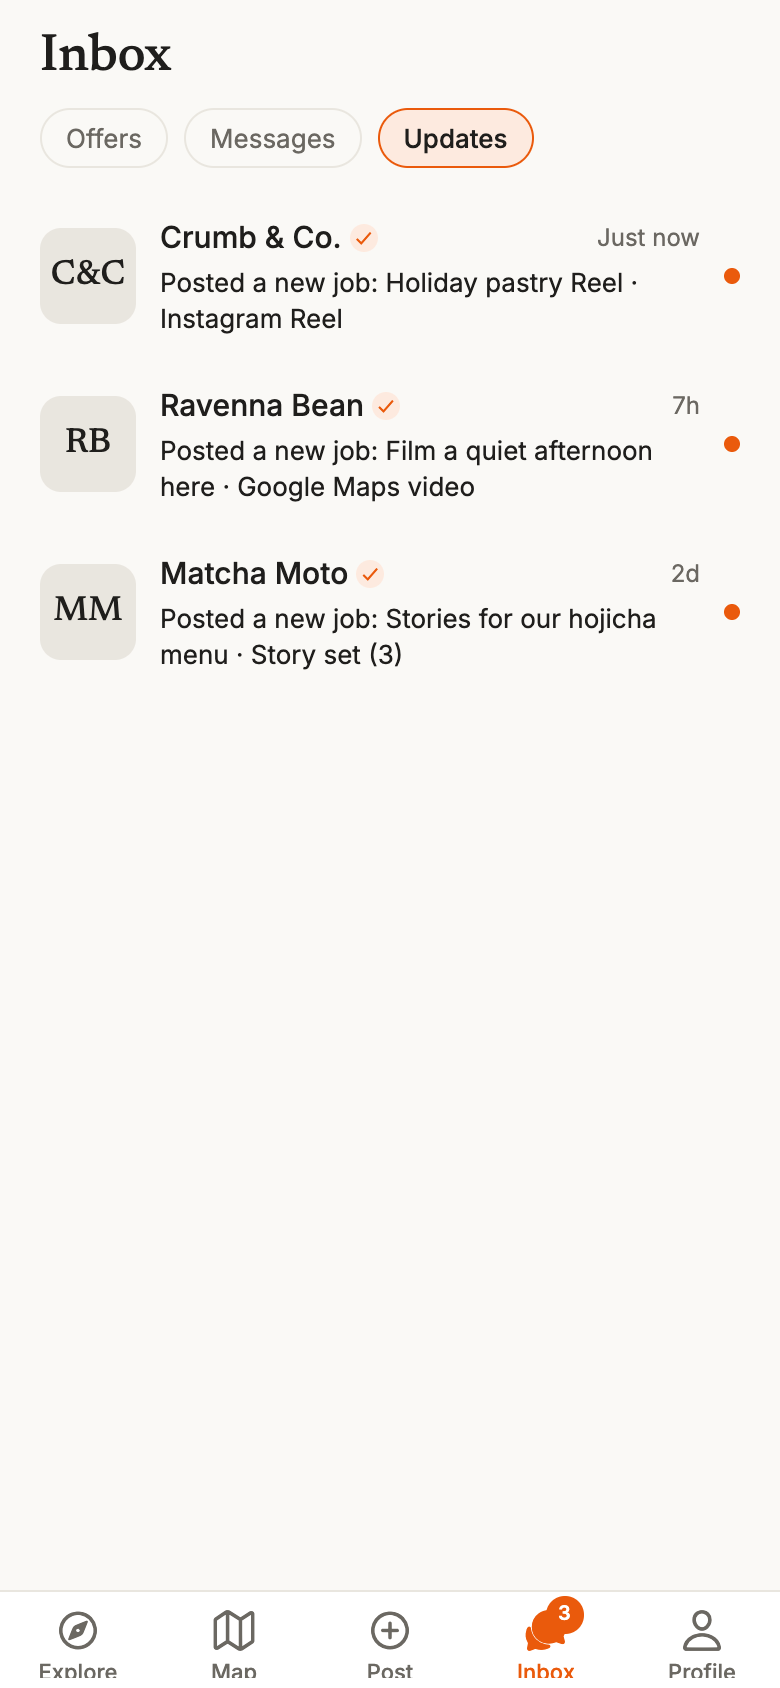 Inbox
Offers
Messages
Updates
C&C
Crumb & Co.
Just now
Posted a new job: Holiday pastry Reel ·
Instagram Reel
RB
Ravenna Bean
7h
Posted a new job: Film a quiet afternoon
here · Google Maps video
MM
Matcha Moto
2d
Posted a new job: Stories for our hojicha
menu · Story set (3)
3
Explore
Map
Post
Inbox
Profile